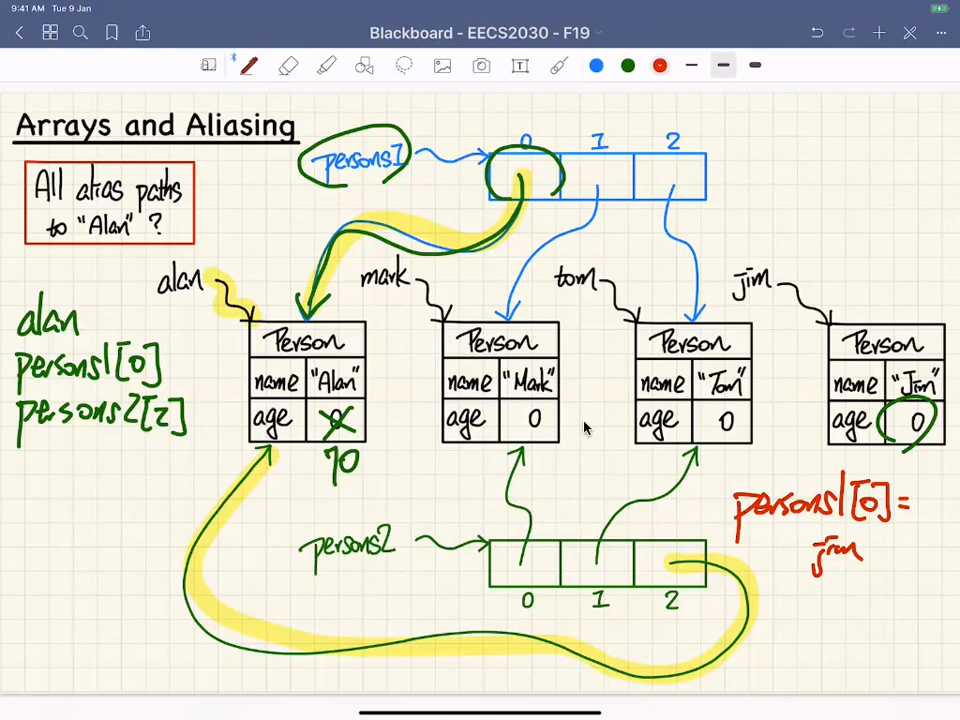 9:41 AM Tue 9 Jan
Blackboard - EECS2030 - F19
Arrays and Aliasing
All alias paths
to "Alan" ?
persons1
0 1 2
alan
mark
tom
jim
alan
persons1[0]
persons2[2]
Person
name "Alan"
age 0
70
Person
name "Mark"
age 0
Person
name "Tom"
age 0
Person
name "Jim"
age 0
persons1[0] =
jim
persons2
0 1 2